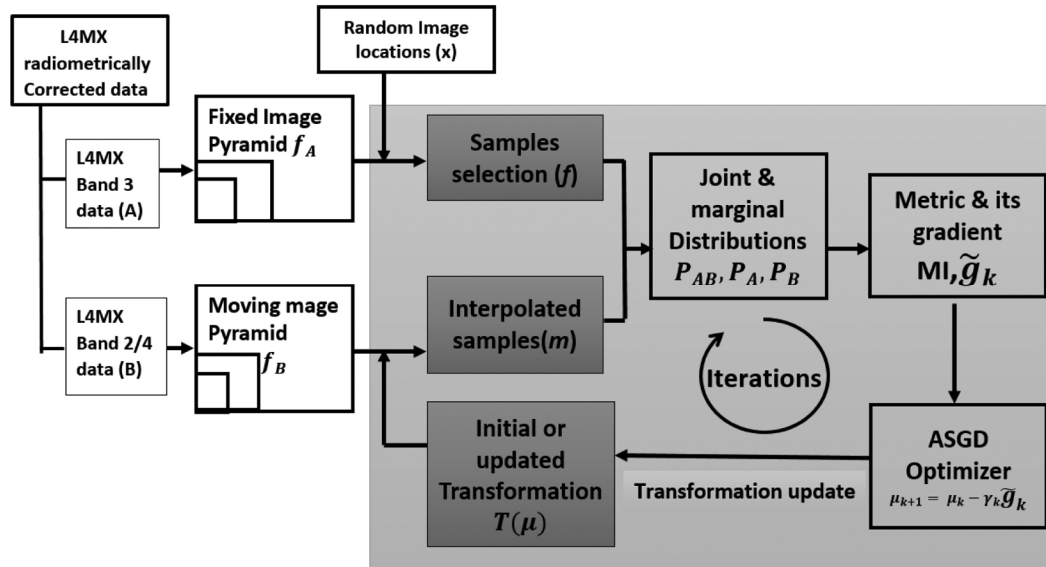 L4MX
radiometrically
Corrected data
Random Image
locations (x)
L4MX
Band 3
data (A)
Fixed Image
Pyramid f_A
Samples
selection (f)
Joint &
marginal
Distributions
P_AB, P_A, P_B
Metric & its
gradient
MI, g̃_k
L4MX
Band 2/4
data (B)
Moving mage
Pyramid
f_B
Interpolated
samples(m)
Iterations
Initial or
updated
Transformation
T(μ)
Transformation update
ASGD
Optimizer
μ_{k+1} = μ_k − γ_k g̃_k